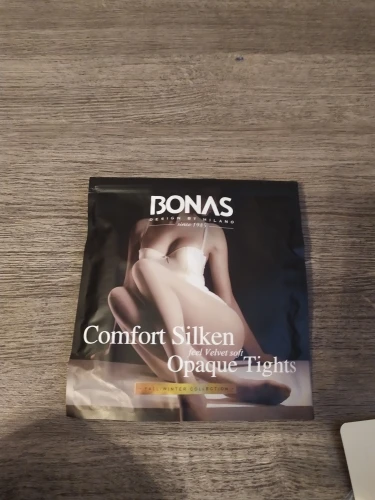 BONAS
DESIGN BY MILANO
Comfort Silken
feel Velvet soft
Opaque Tights
FALL-WINTER COLLECTION